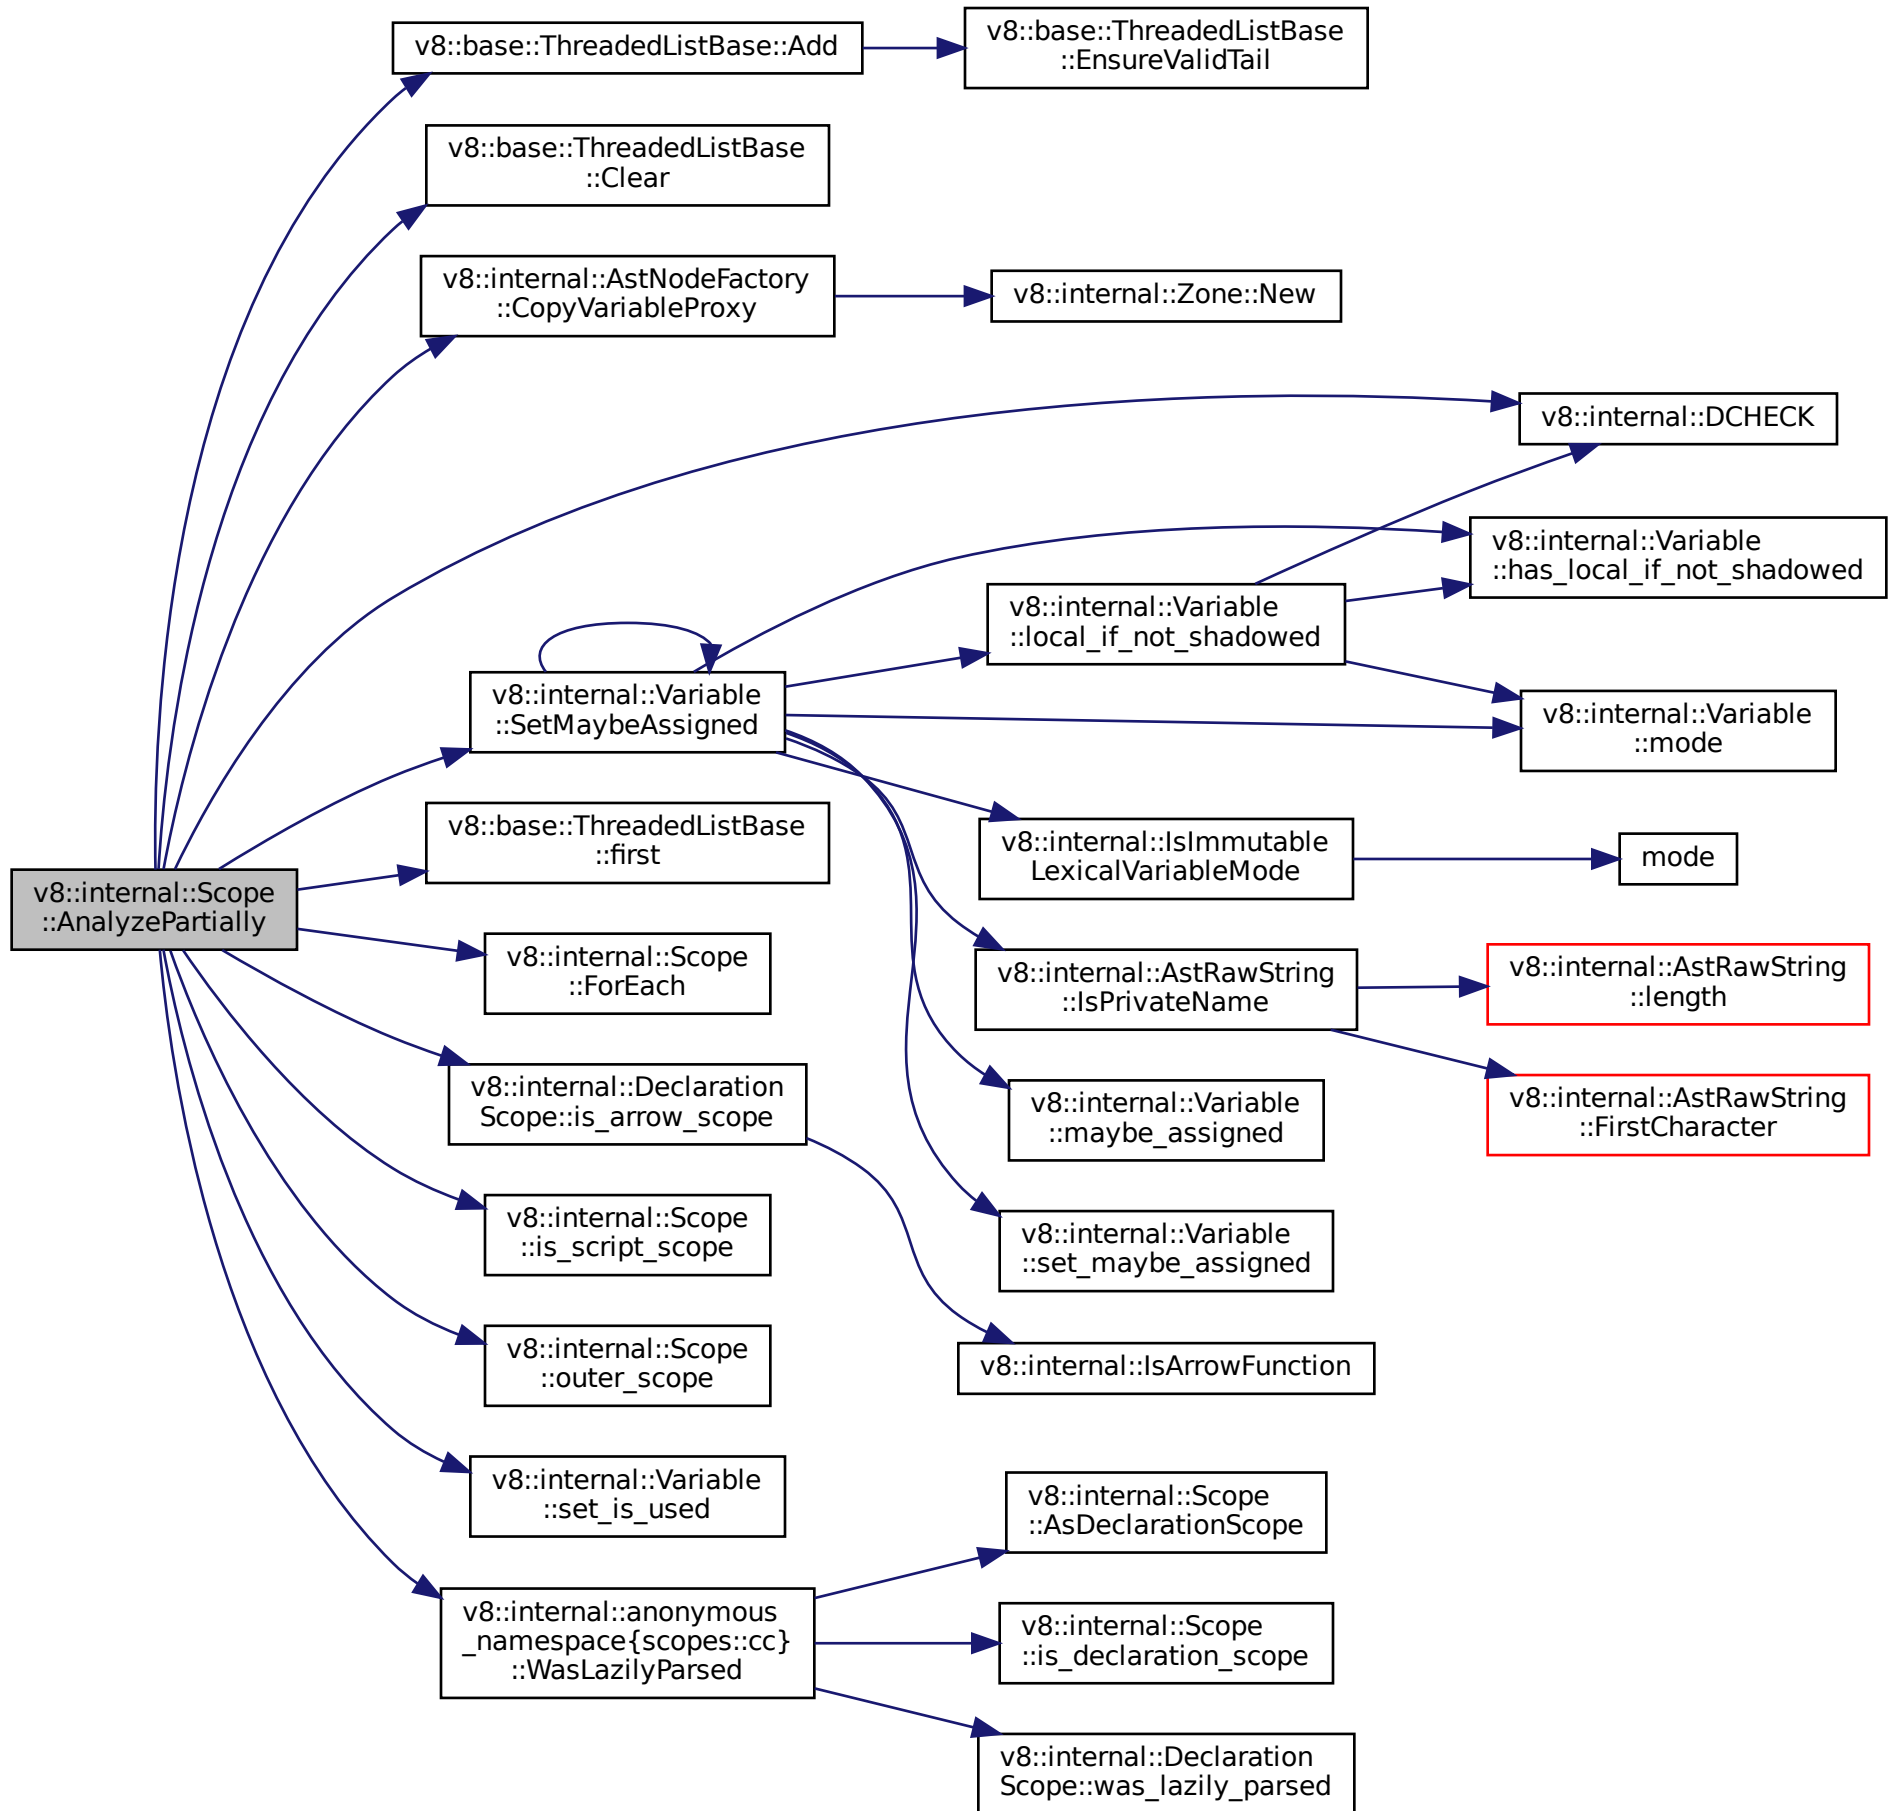 v8::base::ThreadedListBase::Add
v8::base::ThreadedListBase
::EnsureValidTail
v8::base::ThreadedListBase
::Clear
v8::internal::AstNodeFactory
::CopyVariableProxy
v8::internal::Zone::New
v8::internal::DCHECK
v8::internal::Variable
::has_local_if_not_shadowed
v8::internal::Variable
::local_if_not_shadowed
v8::internal::Variable
::SetMaybeAssigned
v8::internal::Variable
::mode
v8::base::ThreadedListBase
::first
v8::internal::IsImmutable
LexicalVariableMode
mode
v8::internal::Scope
::AnalyzePartially
v8::internal::Scope
::ForEach
v8::internal::AstRawString
::IsPrivateName
v8::internal::AstRawString
::length
v8::internal::Declaration
Scope::is_arrow_scope
v8::internal::Variable
::maybe_assigned
v8::internal::AstRawString
::FirstCharacter
v8::internal::Scope
::is_script_scope
v8::internal::Variable
::set_maybe_assigned
v8::internal::Scope
::outer_scope
v8::internal::IsArrowFunction
v8::internal::Variable
::set_is_used
v8::internal::Scope
::AsDeclarationScope
v8::internal::anonymous
_namespace{scopes::cc}
::WasLazilyParsed
v8::internal::Scope
::is_declaration_scope
v8::internal::Declaration
Scope::was_lazily_parsed